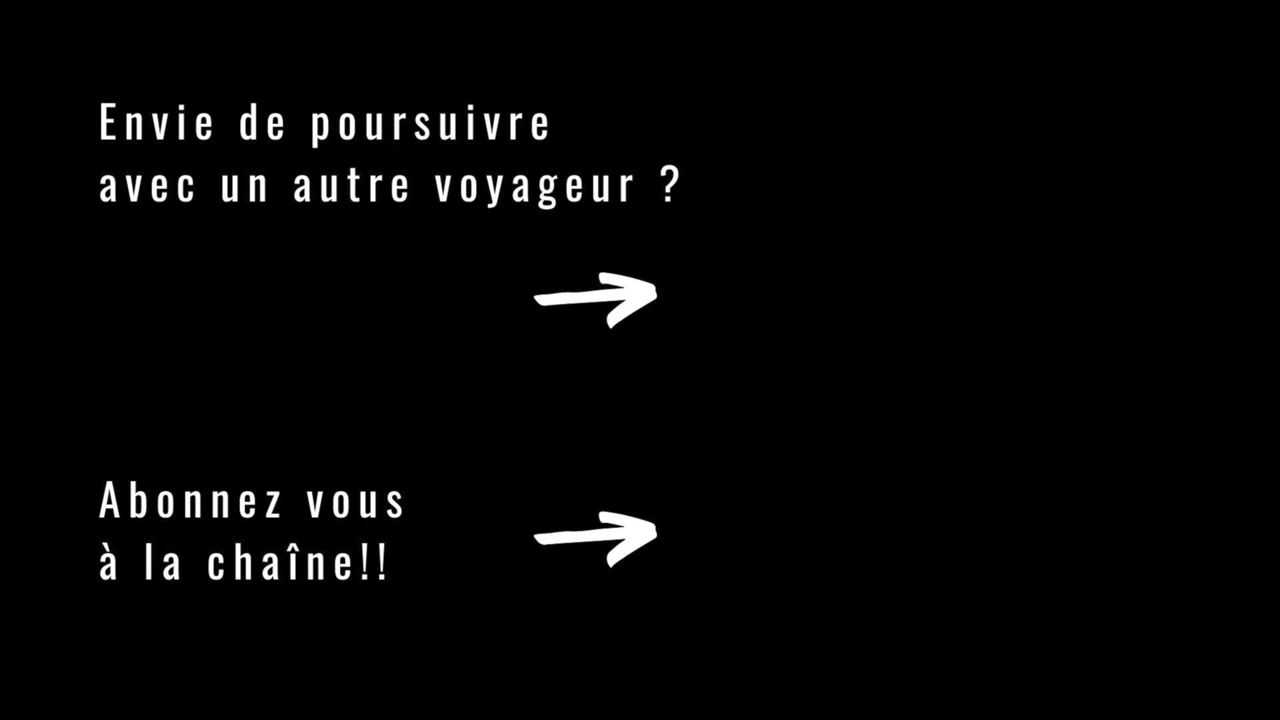 Envie de poursuivre
avec un autre voyageur ?
Abonnez vous
à la chaîne!!